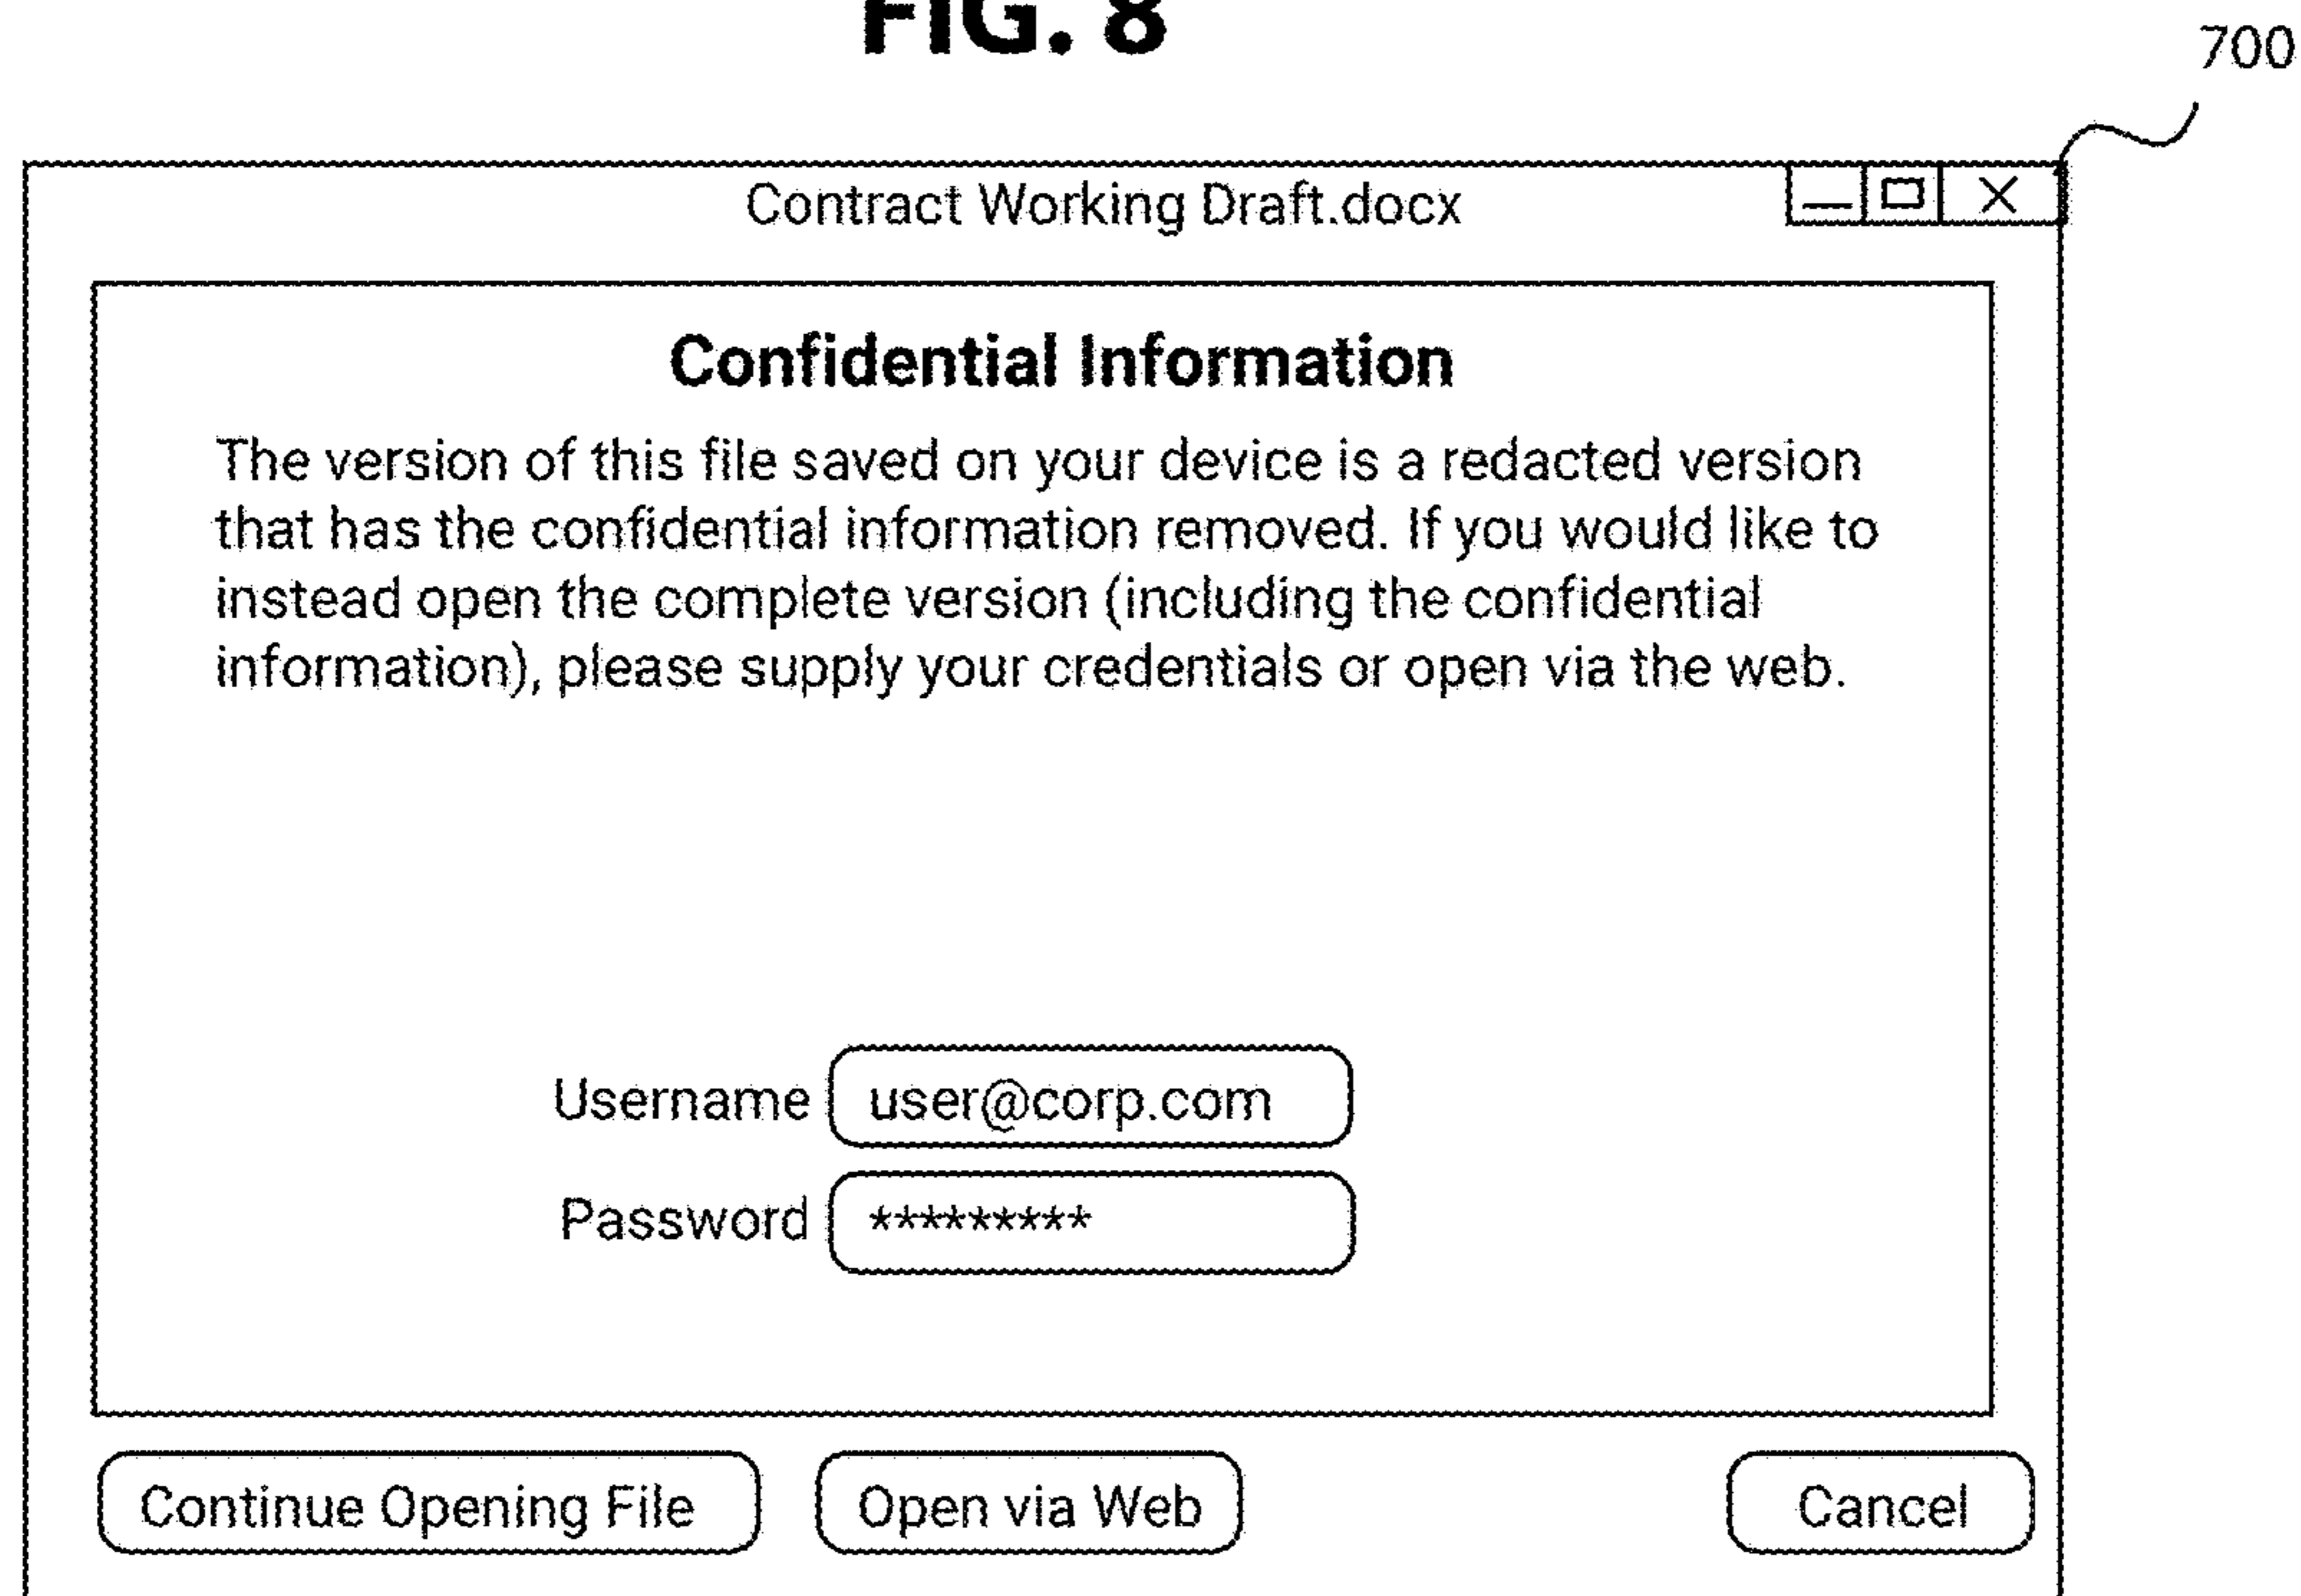 FIG. 8
700
Contract Working Draft.docx
Confidential Information
The version of this file saved on your device is a redacted version
that has the confidential information removed. If you would like to
instead open the complete version (including the confidential
information), please supply your credentials or open via the web.
Username user@corp.com
Password *********
Continue Opening File Open via Web Cancel